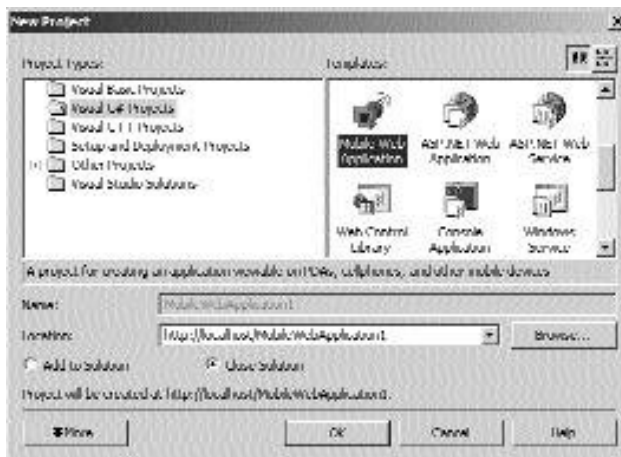 New Project
Project Types:
Templates:
Visual Basic Projects
Visual C# Projects
Visual C++ Projects
Setup and Deployment Projects
Other Projects
Visual Studio Solutions
Mobile Web Application
ASP.NET Web Application
ASP.NET Web Service
Web Control Library
Console Application
Windows Service
A project for creating an application viewable on PDAs, cellphones, and other mobile devices
Name:
MobileWebApplication1
Location:
http://localhost/MobileWebApplication1
Browse...
Add to Solution
Close Solution
Project will be created at http://localhost/MobileWebApplication1.
More
OK
Cancel
Help